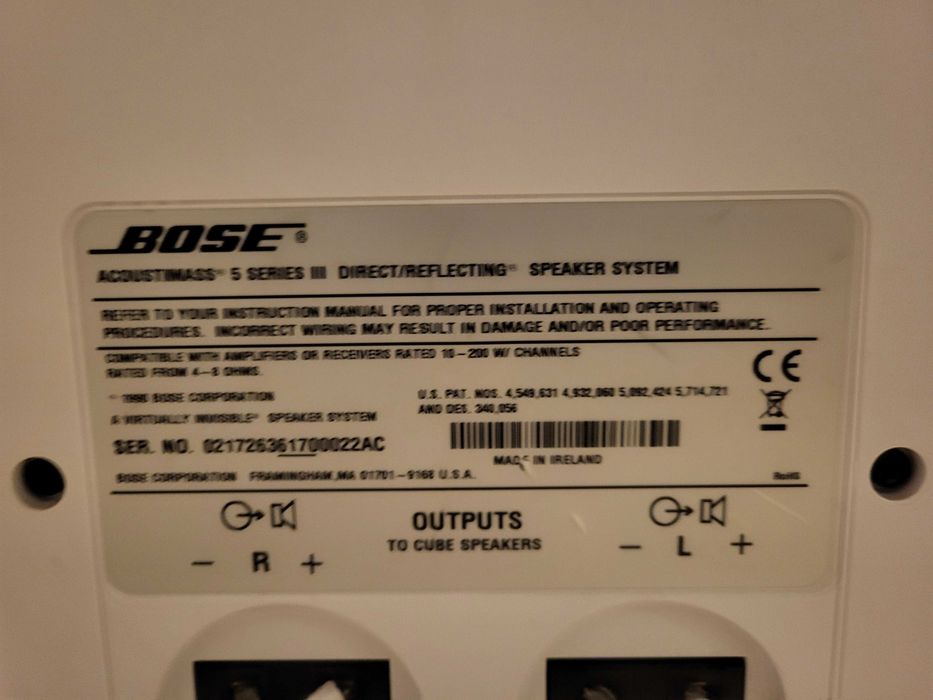 BOSE®
ACOUSTIMASS® 5 SERIES III DIRECT/REFLECTING® SPEAKER SYSTEM
REFER TO YOUR INSTRUCTION MANUAL FOR PROPER INSTALLATION AND OPERATING
PROCEDURES. INCORRECT WIRING MAY RESULT IN DAMAGE AND/OR POOR PERFORMANCE.
COMPATIBLE WITH AMPLIFIERS OR RECEIVERS RATED 10-200 W/ CHANNELS
RATED FROM 4-8 OHMS.
CE
BOSE CORPORATION
A VIRTUALLY INVISIBLE® SPEAKER SYSTEM
U.S. PAT. NOS. 4,549,631 4,932,060 5,092,424 5,714,721
AND DES. 340,056
SER. NO. 021726361700022AC
MADE IN IRELAND
BOSE CORPORATION FRAMINGHAM, MA 01701-9168 U.S.A.
RoHS
OUTPUTS
TO CUBE SPEAKERS
- R +
- L +